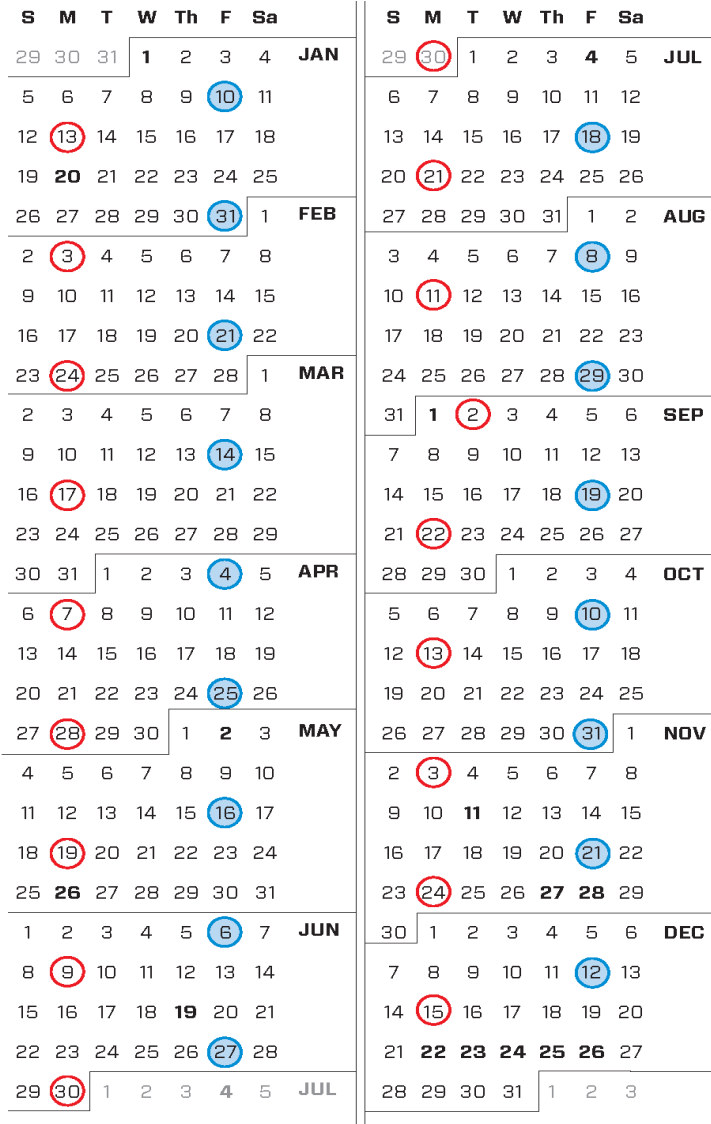 S M T W Th F Sa
29 30 31 1 2 3 4 JAN
5 6 7 8 9 10 11
12 13 14 15 16 17 18
19 20 21 22 23 24 25
26 27 28 29 30 31 1 FEB
2 3 4 5 6 7 8
9 10 11 12 13 14 15
16 17 18 19 20 21 22
23 24 25 26 27 28 1 MAR
2 3 4 5 6 7 8
9 10 11 12 13 14 15
16 17 18 19 20 21 22
23 24 25 26 27 28 29
30 31 1 2 3 4 5 APR
6 7 8 9 10 11 12
13 14 15 16 17 18 19
20 21 22 23 24 25 26
27 28 29 30 1 2 3 MAY
4 5 6 7 8 9 10
11 12 13 14 15 16 17
18 19 20 21 22 23 24
25 26 27 28 29 30 31
1 2 3 4 5 6 7 JUN
8 9 10 11 12 13 14
15 16 17 18 19 20 21
22 23 24 25 26 27 28
29 30 1 2 3 4 5 JUL
S M T W Th F Sa
29 30 1 2 3 4 5 JUL
6 7 8 9 10 11 12
13 14 15 16 17 18 19
20 21 22 23 24 25 26
27 28 29 30 31 1 2 AUG
3 4 5 6 7 8 9
10 11 12 13 14 15 16
17 18 19 20 21 22 23
24 25 26 27 28 29 30
31 1 2 3 4 5 6 SEP
7 8 9 10 11 12 13
14 15 16 17 18 19 20
21 22 23 24 25 26 27
28 29 30 1 2 3 4 OCT
5 6 7 8 9 10 11
12 13 14 15 16 17 18
19 20 21 22 23 24 25
26 27 28 29 30 31 1 NOV
2 3 4 5 6 7 8
9 10 11 12 13 14 15
16 17 18 19 20 21 22
23 24 25 26 27 28 29
30 1 2 3 4 5 6 DEC
7 8 9 10 11 12 13
14 15 16 17 18 19 20
21 22 23 24 25 26 27
28 29 30 31 1 2 3